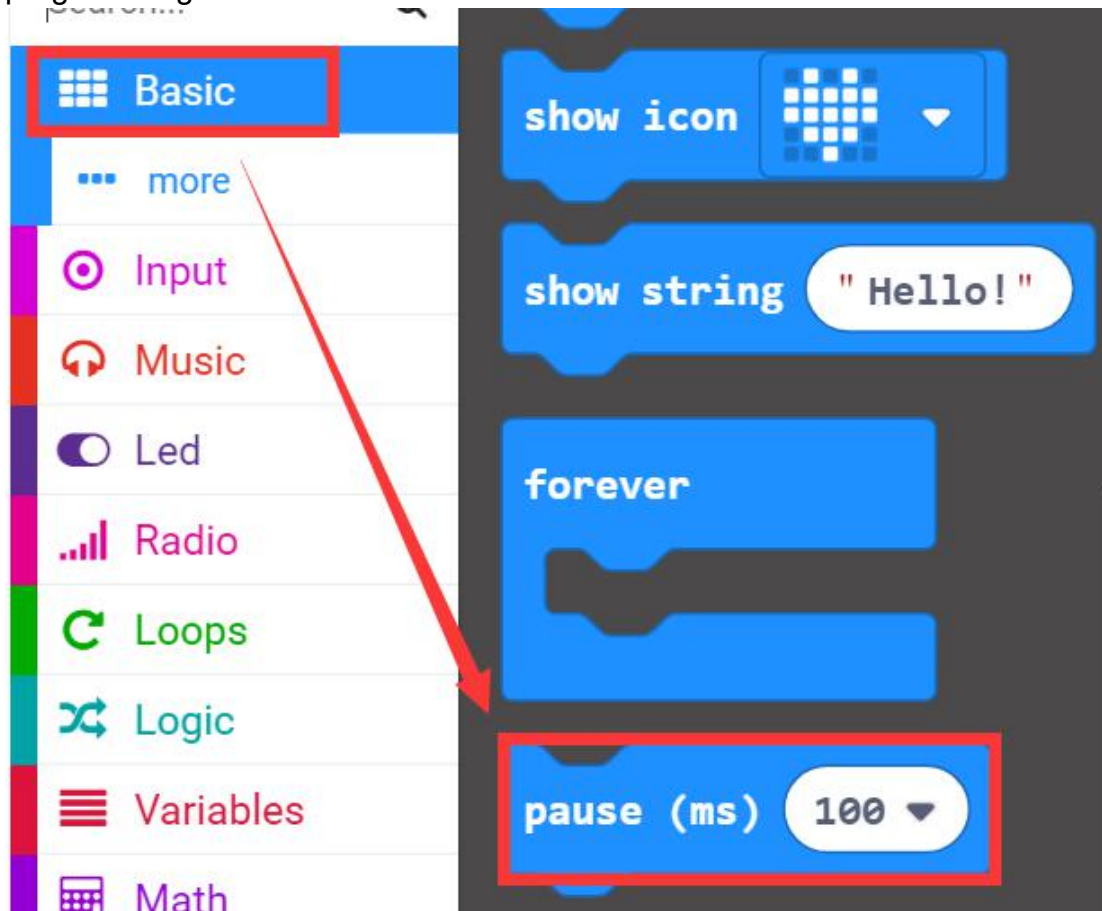 Search...
Basic
more
Input
Music
Led
Radio
Loops
Logic
Variables
Math
show icon
show string "Hello!"
forever
pause (ms) 100